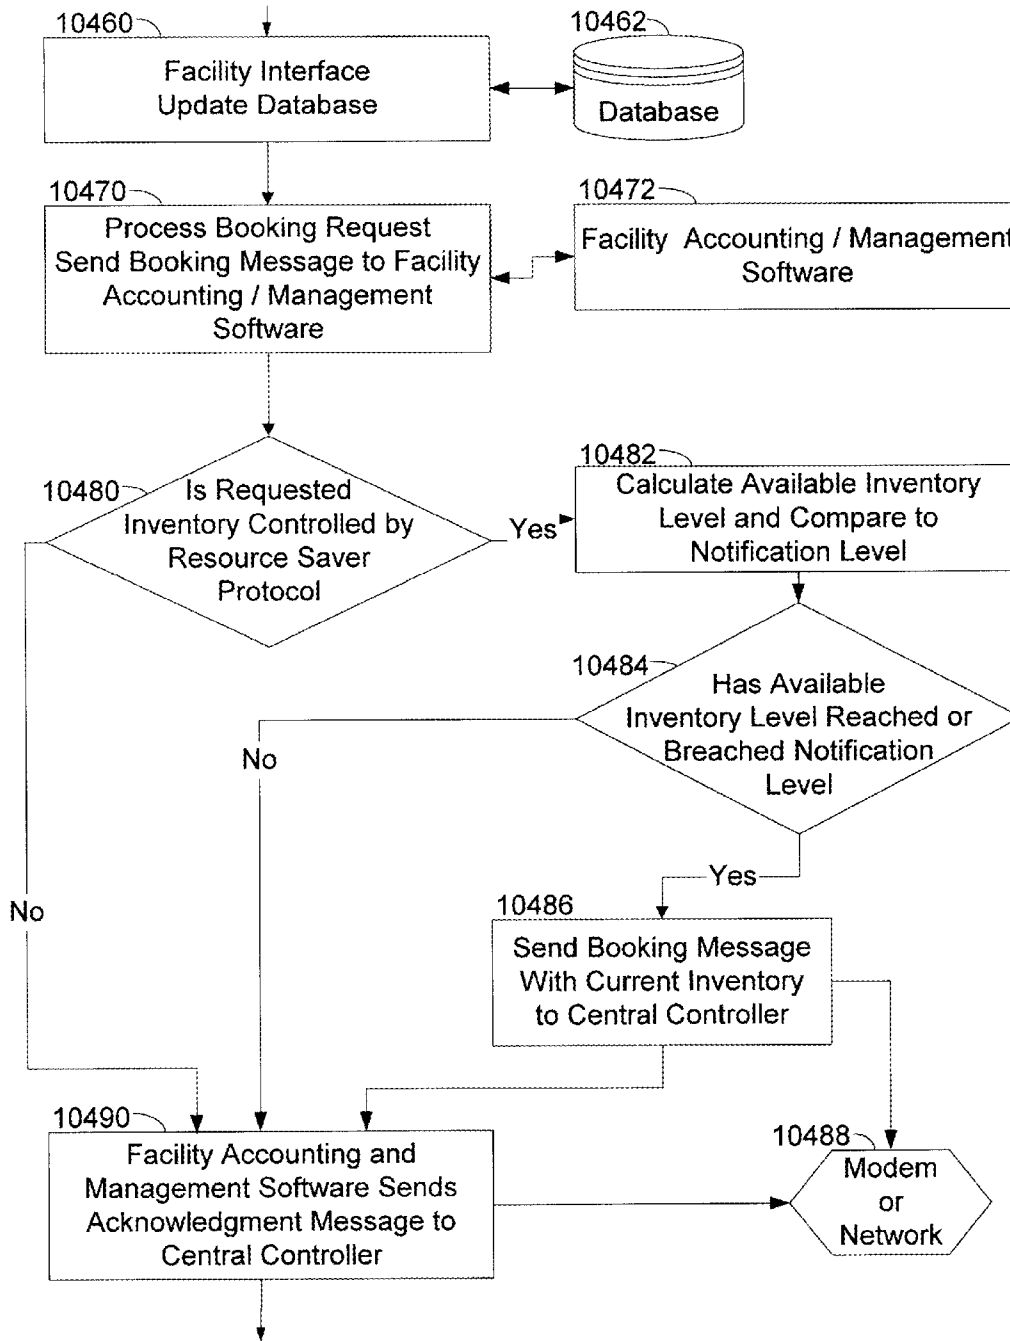 10460
Facility Interface
Update Database
10462
Database
10470
Process Booking Request
Send Booking Message to Facility
Accounting / Management
Software
10472
Facility Accounting / Management
Software
10480
Is Requested
Inventory Controlled by
Resource Saver
Protocol
Yes
10482
Calculate Available Inventory
Level and Compare to
Notification Level
10484
Has Available
Inventory Level Reached or
Breached Notification
Level
No
Yes
No
10486
Send Booking Message
With Current Inventory
to Central Controller
10490
Facility Accounting and
Management Software Sends
Acknowledgment Message to
Central Controller
10488
Modem
or
Network